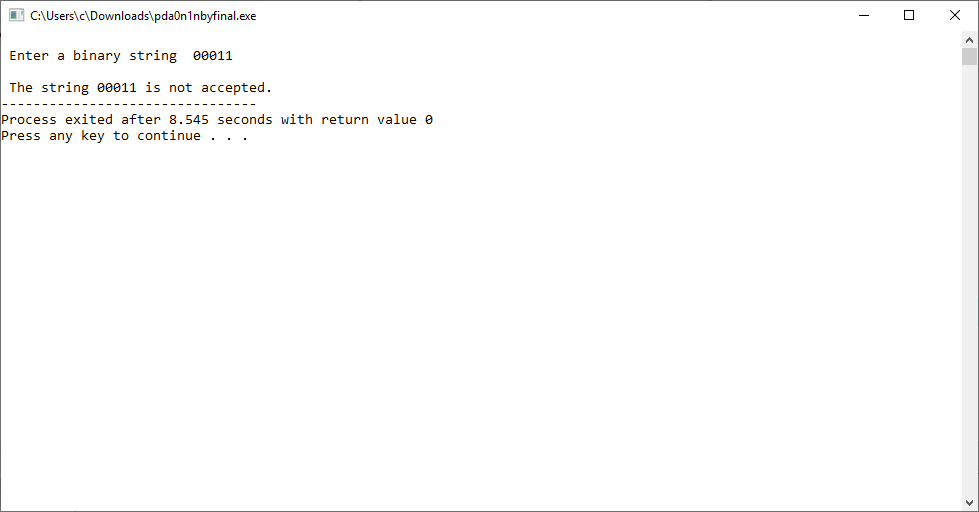 C:\Users\c\Downloads\pda0n1nbyfinal.exe
Enter a binary string  00011
The string 00011 is not accepted.
--------------------------------
Process exited after 8.545 seconds with return value 0
Press any key to continue . . .